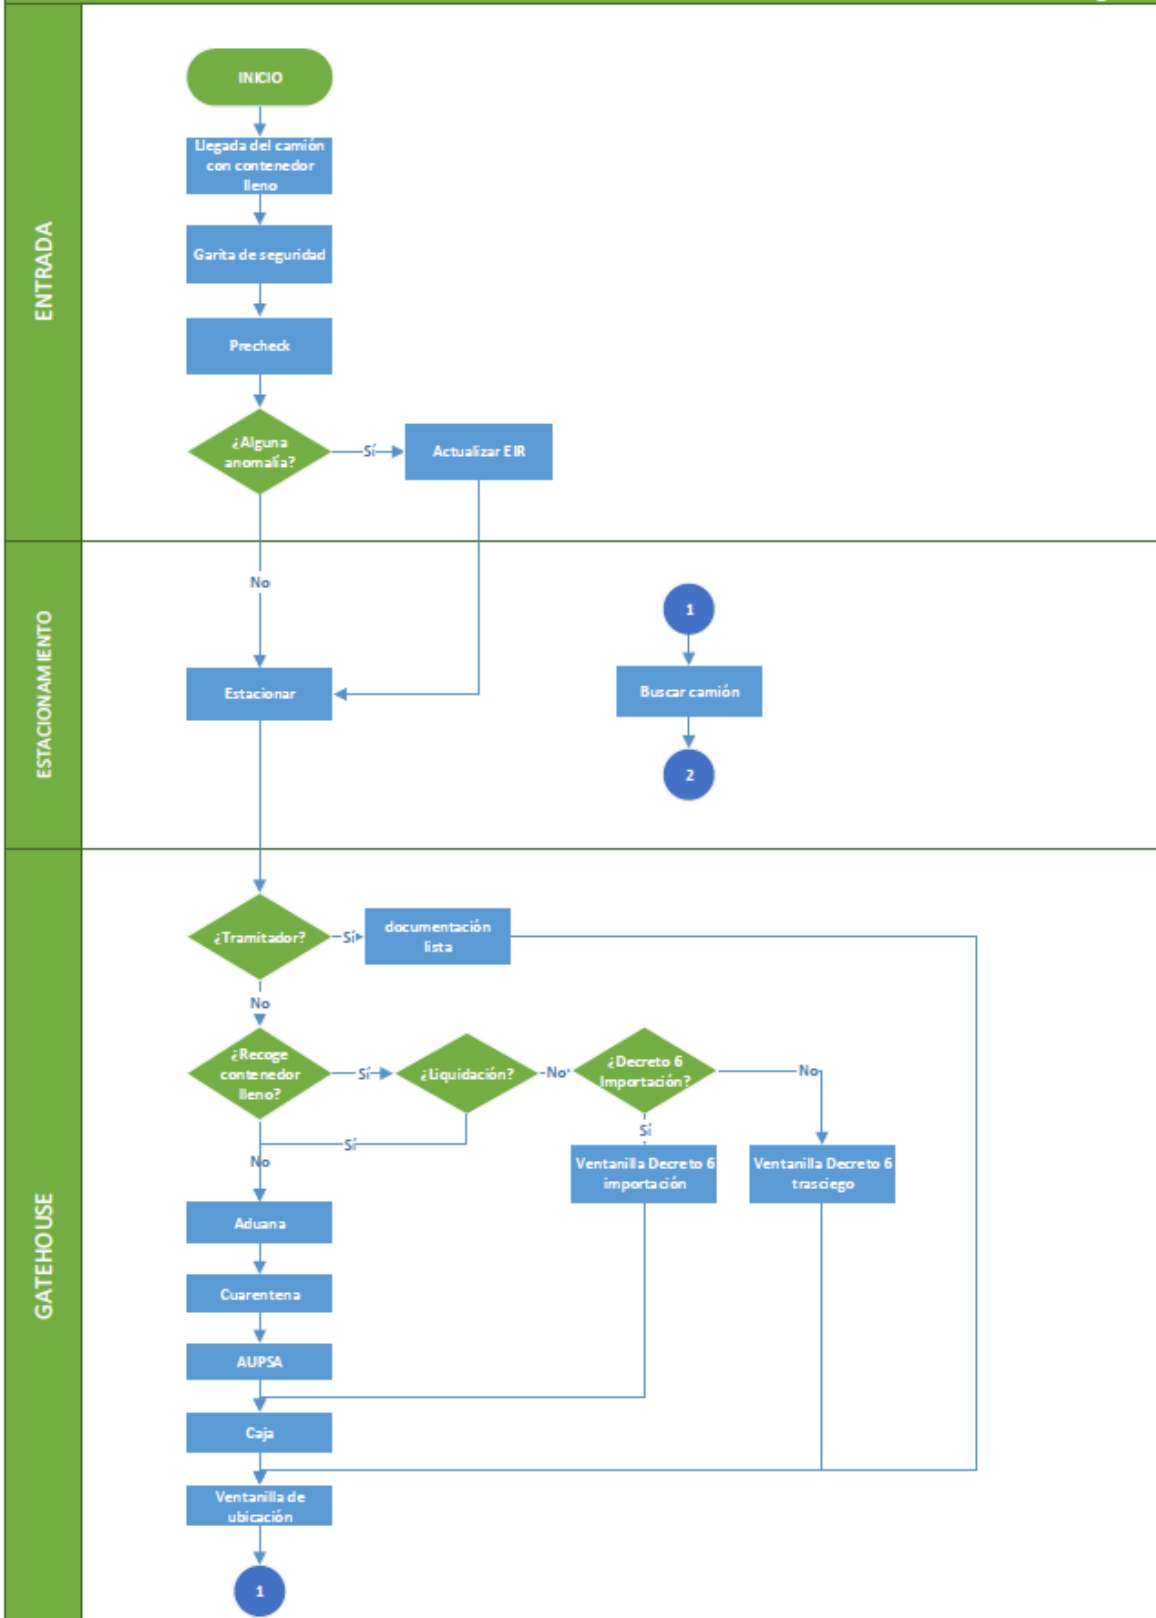 ENTRADA
INICIO
Llegada del camión
con contenedor
lleno
Garita de seguridad
Precheck
¿Alguna
anomalía?
Sí
Actualizar EIR
ESTACIONAMIENTO
No
1
Estacionar
Buscar camión
2
GATEHOUSE
¿Tramitador?
Sí
documentación
lista
No
¿Recoge
contenedor
lleno?
Sí
¿Liquidación?
No
¿Decreto 6
Importación?
No
Sí
Sí
No
Ventanilla Decreto 6
importación
Ventanilla Decreto 6
trasciego
Aduana
Cuarentena
AUPSA
Caja
Ventanilla de
ubicación
1